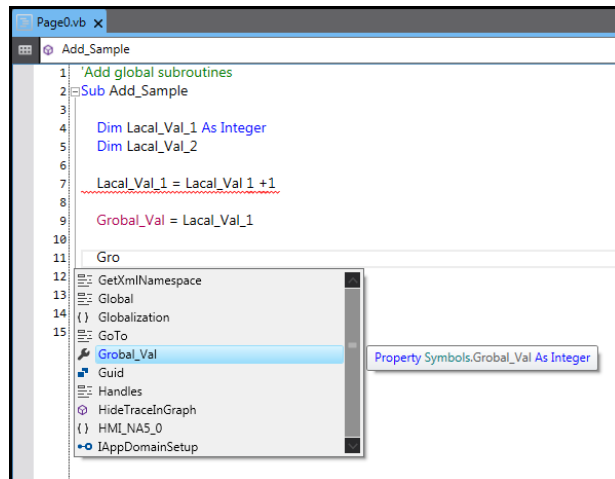 Page0.vb
Add_Sample
1 'Add global subroutines
2 Sub Add_Sample
3
4 Dim Lacal_Val_1 As Integer
5 Dim Lacal_Val_2
6
7 Lacal_Val_1 = Lacal_Val 1 +1
8
9 Grobal_Val = Lacal_Val_1
10
11 Gro
12 GetXmlNamespace
13 Global
14 {} Globalization
15 GoTo
Grobal_Val Property Symbols.Grobal_Val As Integer
Guid
Handles
HideTraceInGraph
{} HMI_NA5_0
IAppDomainSetup